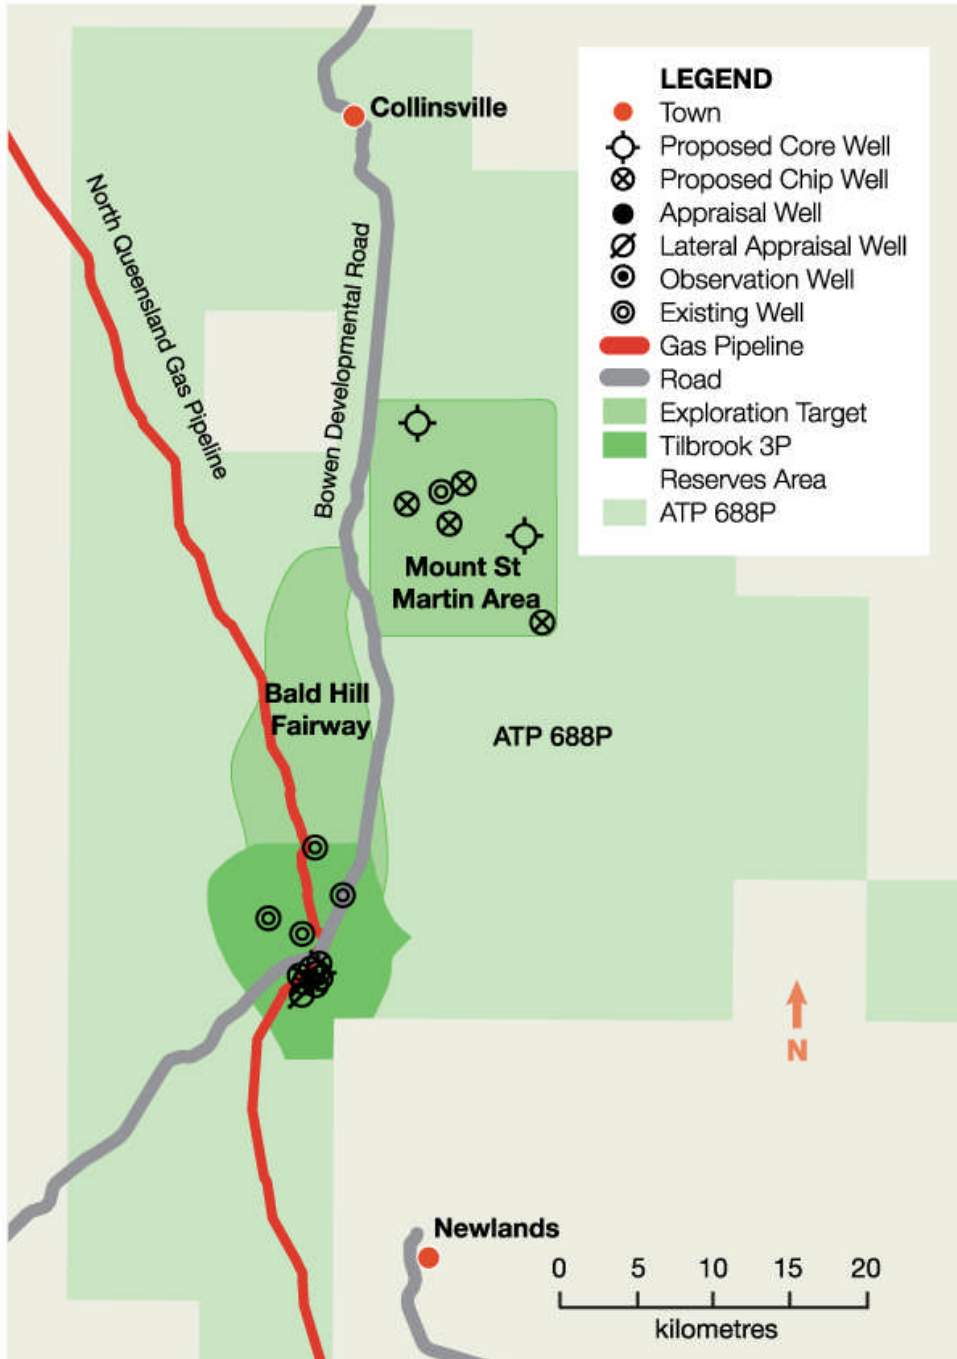 Collinsville
North Queensland Gas Pipeline
Bowen Developmental Road
LEGEND
Town
Proposed Core Well
Proposed Chip Well
Appraisal Well
Lateral Appraisal Well
Observation Well
Existing Well
Gas Pipeline
Road
Exploration Target
Tilbrook 3P
Reserves Area
ATP 688P
Mount St
Martin Area
Bald Hill
Fairway
ATP 688P
N
Newlands
0 5 10 15 20
kilometres